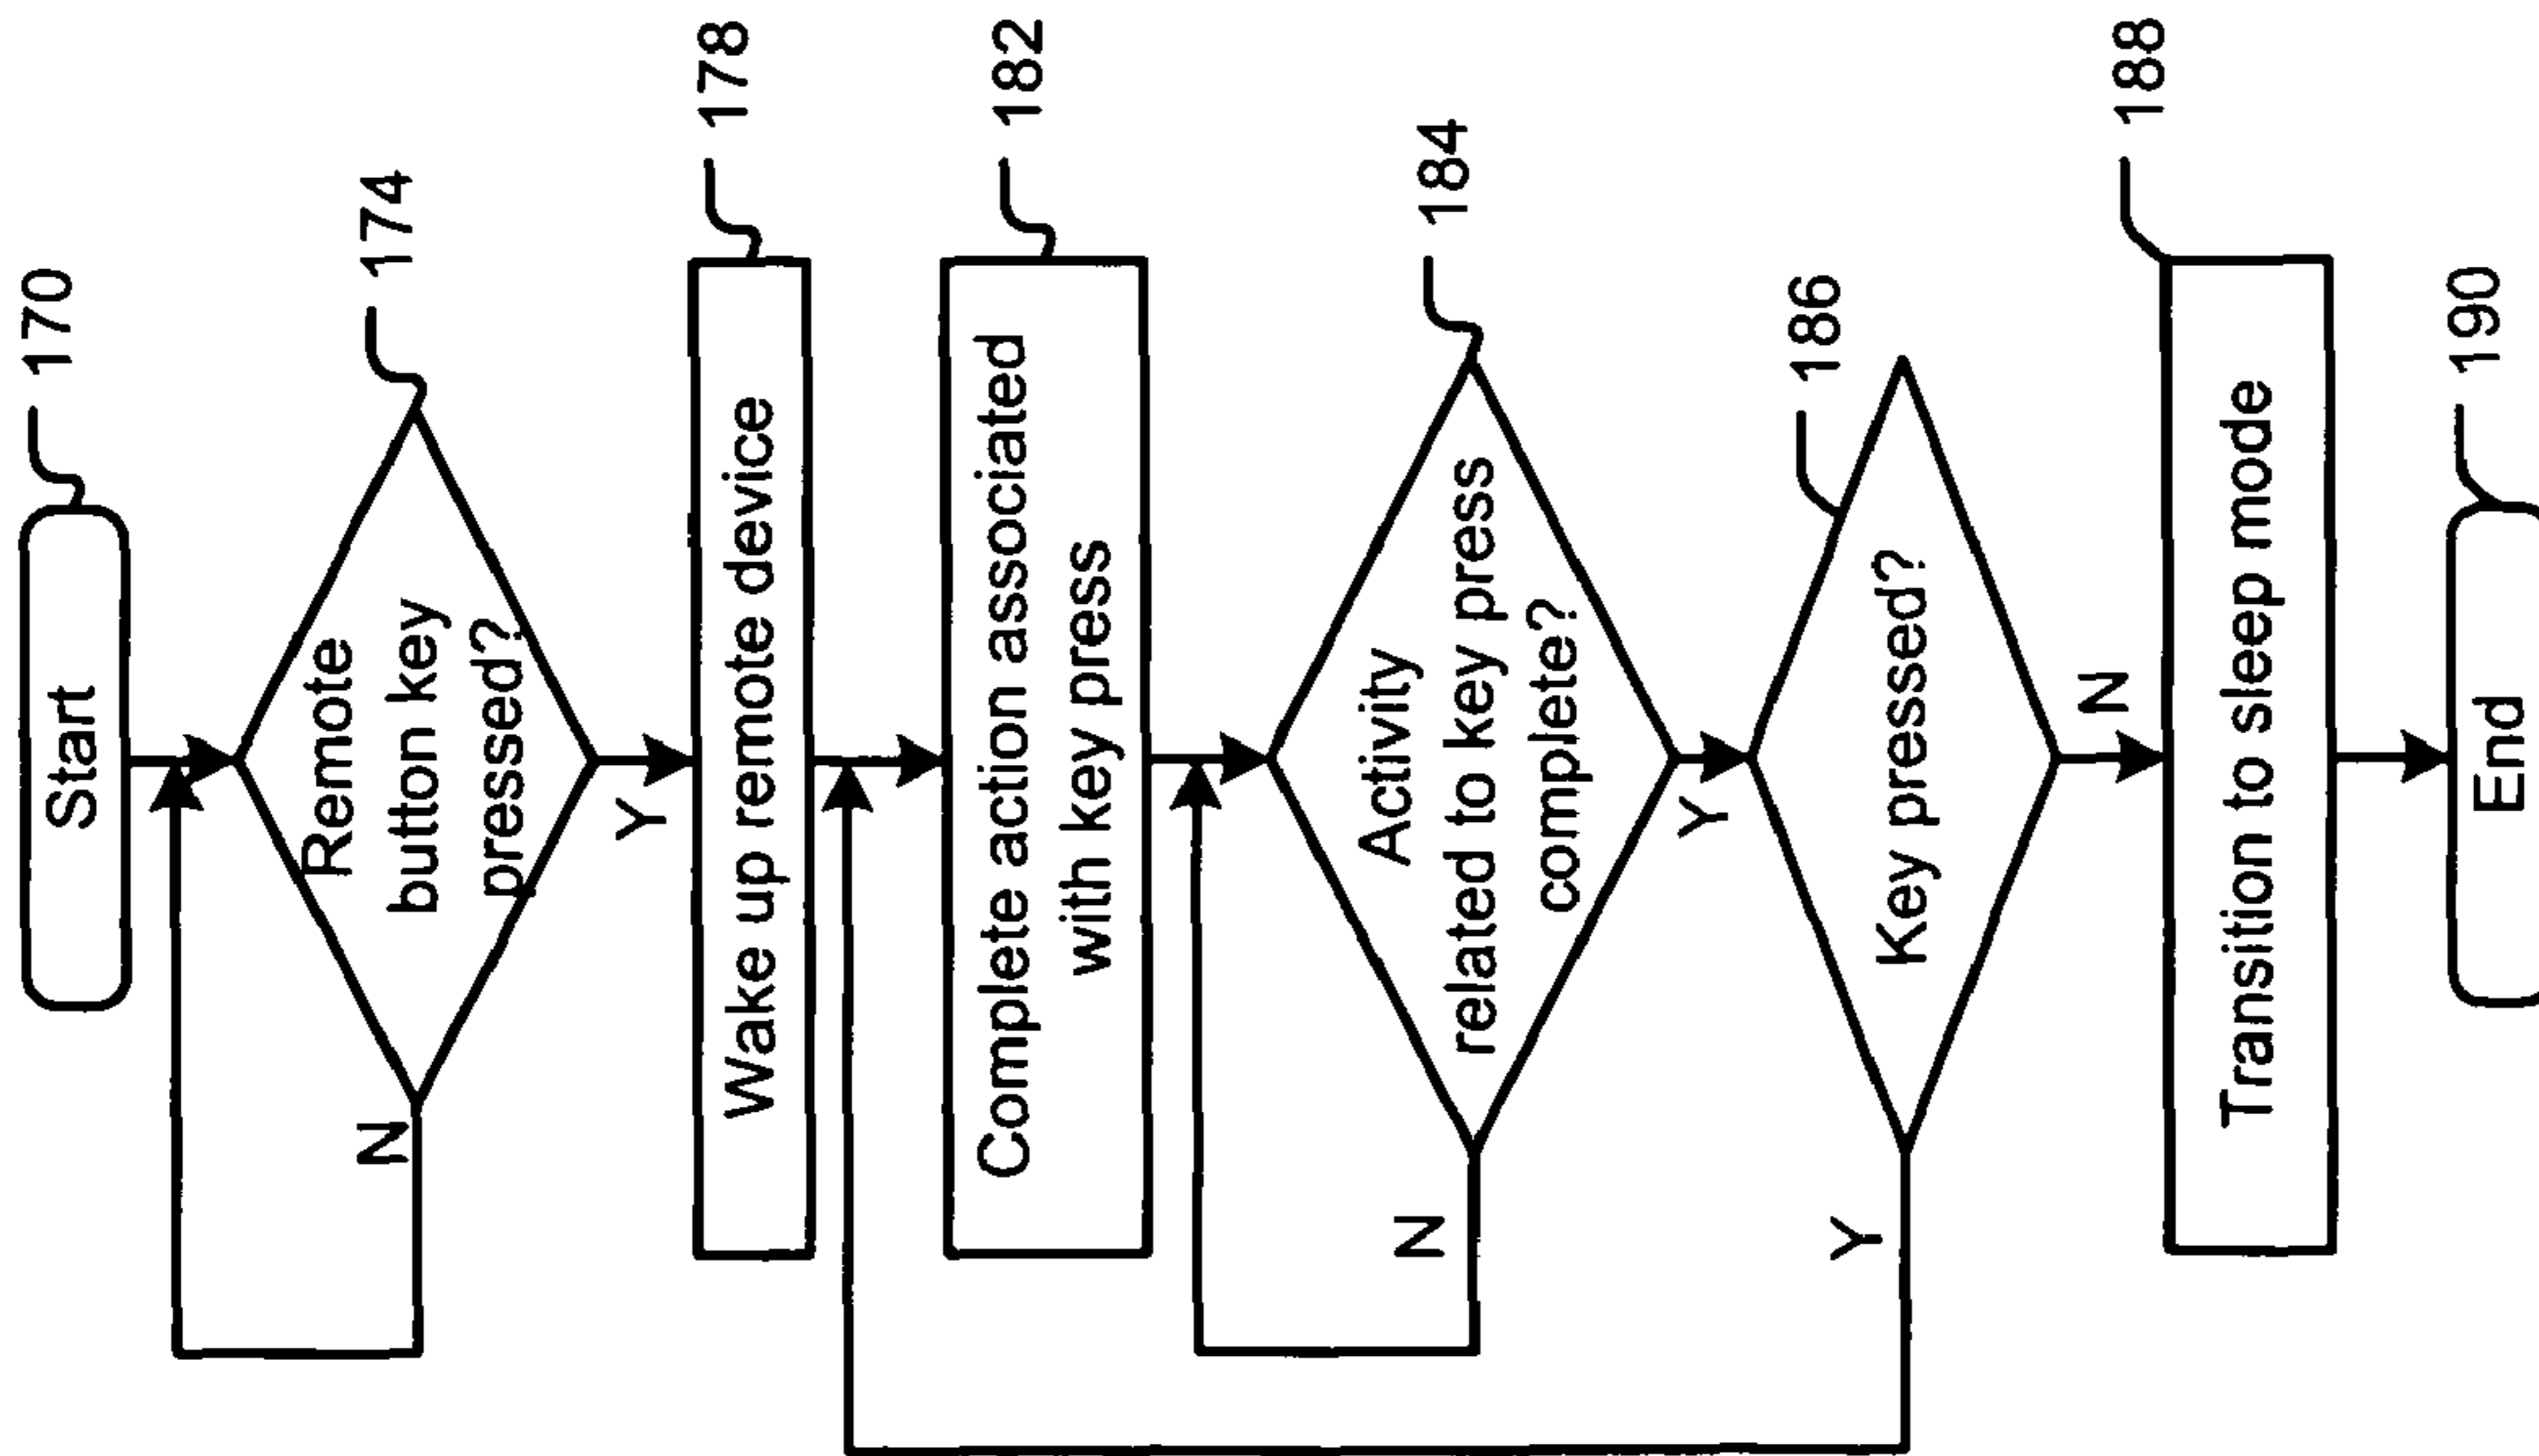 Start
170
Remote
button key
pressed?
174
N
Y
Wake up remote device
178
Complete action associated
with key press
182
Activity
related to key press
complete?
184
N
Y
Key pressed?
186
Y
N
Transition to sleep mode
188
End
190